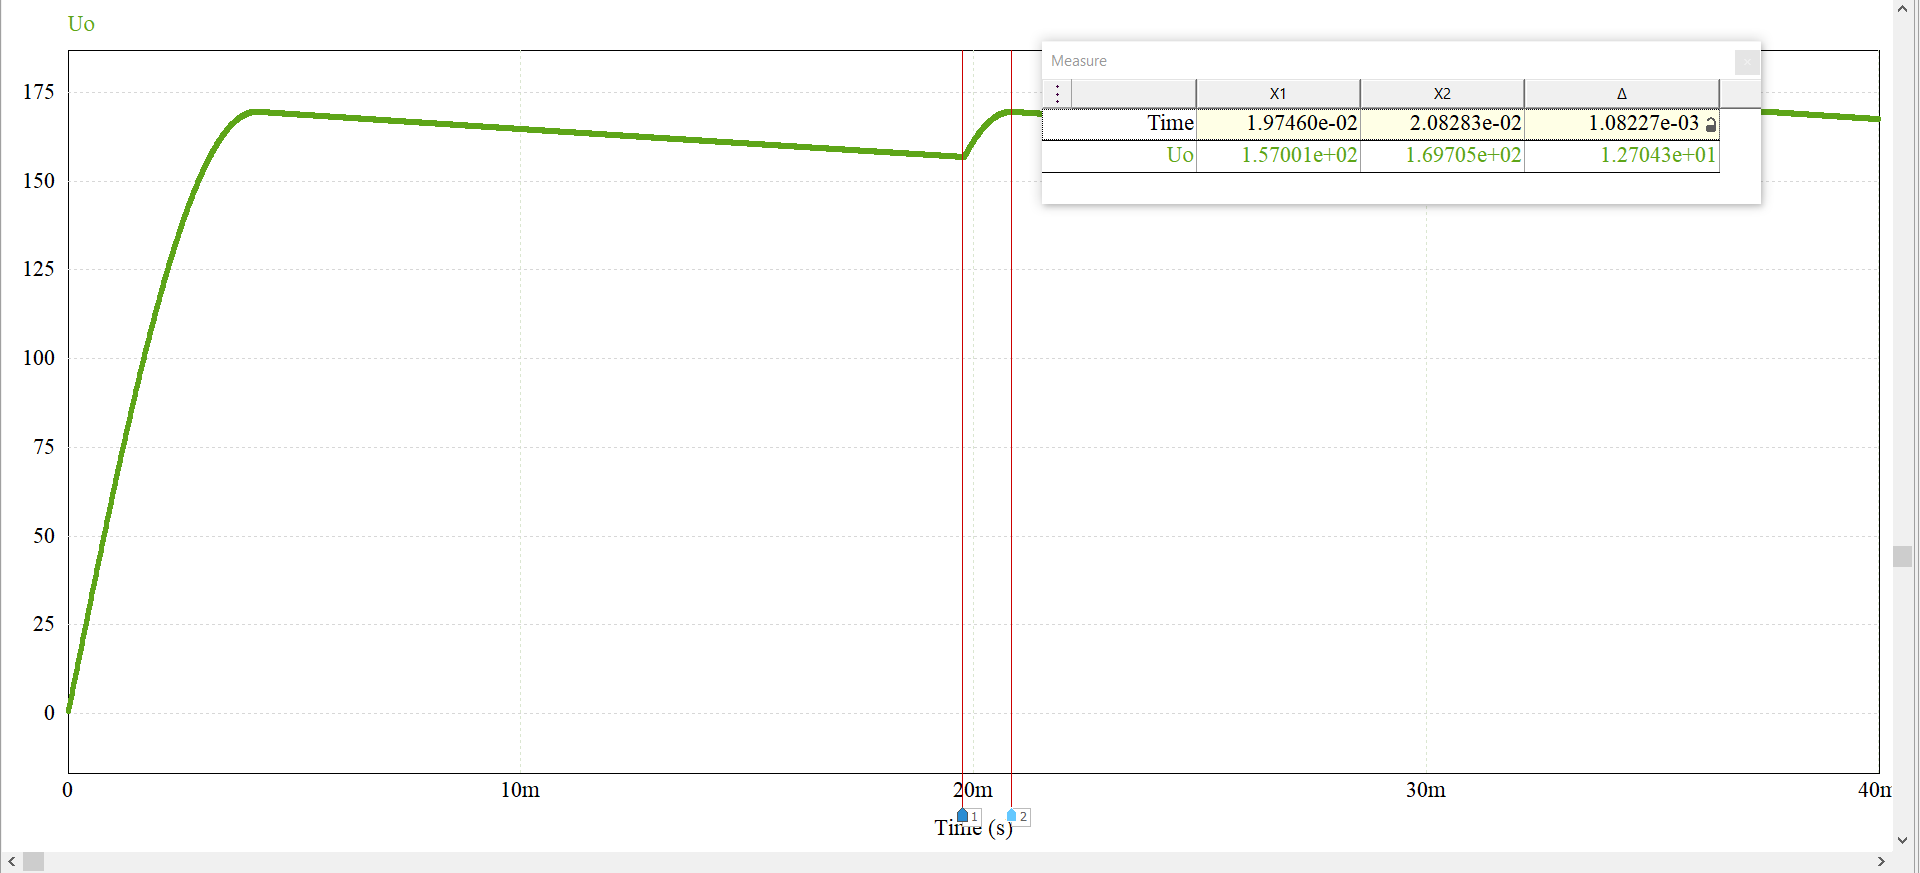 Uo
Measure
X1 X2 Δ
Time 1.97460e-02 2.08283e-02 1.08227e-03
Uo 1.57001e+02 1.69705e+02 1.27043e+01
175
150
125
100
75
50
25
0
0 10m 20m 30m 40m
1 2
Time (s)